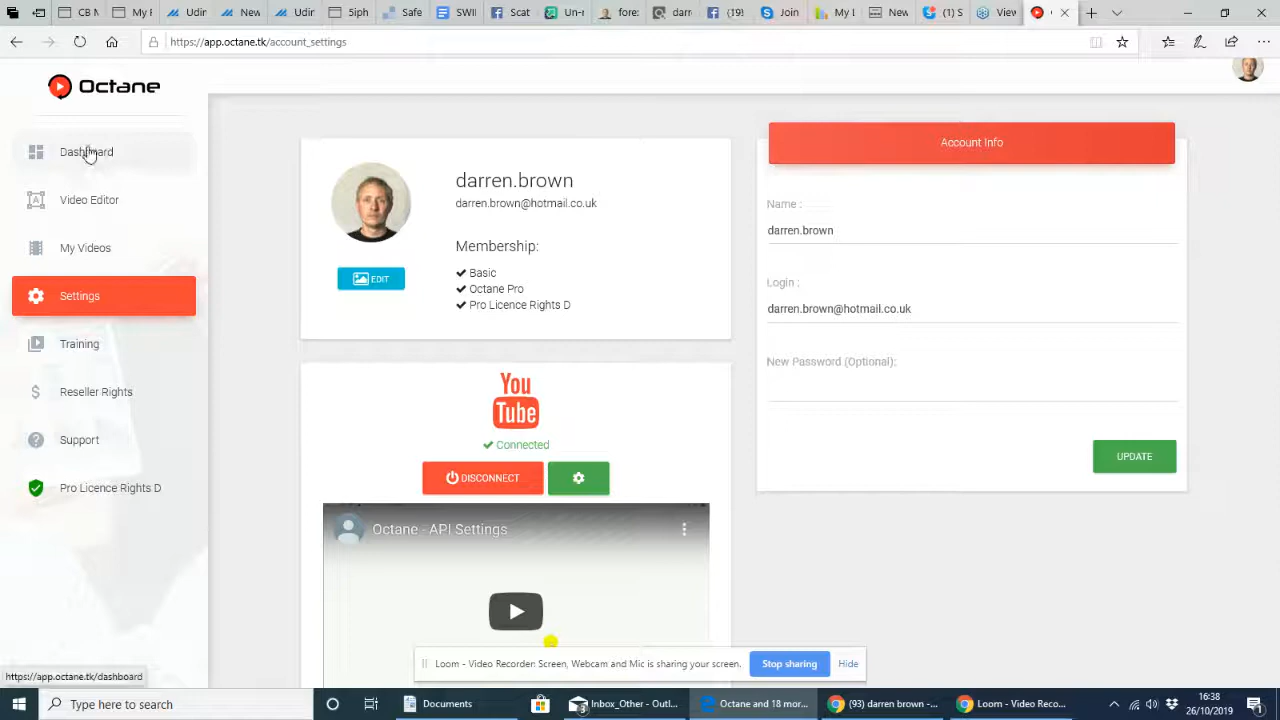 Udir
New
Udir
Safe
SWI
Scat
Un-r
fore:
darr
(19)
Join
My I
New
(1) S
View
https://app.octane.tk/account_settings
Octane
Dashboard
Video Editor
My Videos
Settings
Training
Reseller Rights
Support
Pro Licence Rights D
darren.brown
darren.brown@hotmail.co.uk
Membership:
Basic
Octane Pro
Pro Licence Rights D
EDIT
You
Tube
Connected
DISCONNECT
Octane - API Settings
Account Info
Name :
darren.brown
Login :
darren.brown@hotmail.co.uk
New Password (Optional):
UPDATE
Loom - Video Recorder: Screen, Webcam and Mic is sharing your screen.
Stop sharing
Hide
https://app.octane.tk/dashboard
Type here to search
Documents
Inbox_Other - Outl...
Octane and 18 mor...
(93) darren brown -...
Loom - Video Reco...
16:38
26/10/2019